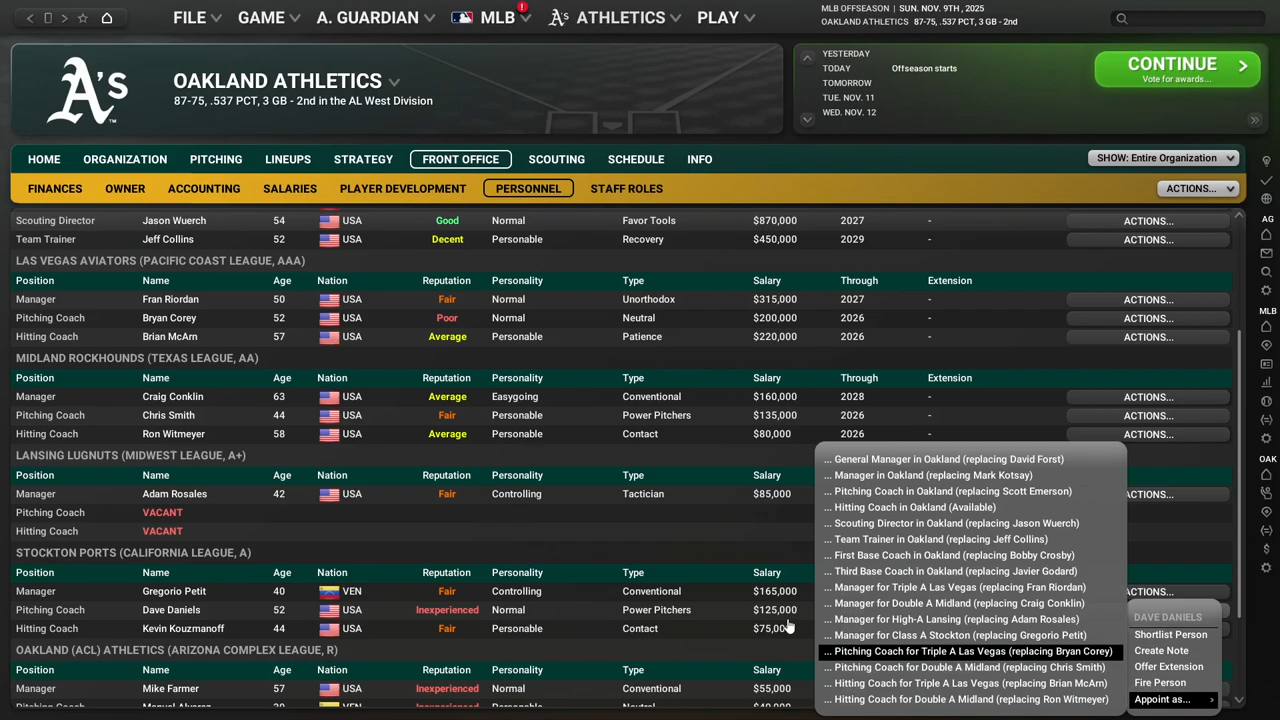 FILE GAME A. GUARDIAN MLB ! A's ATHLETICS PLAY
MLB OFFSEASON | SUN. NOV. 9TH , 2025
OAKLAND ATHLETICS 87-75, .537 PCT, 3 GB - 2nd
A's
OAKLAND ATHLETICS
87-75, .537 PCT, 3 GB - 2nd in the AL West Division
YESTERDAY
TODAY Offseason starts
TOMORROW
TUE. NOV. 11
WED. NOV. 12
CONTINUE
Vote for awards...
HOME ORGANIZATION PITCHING LINEUPS STRATEGY FRONT OFFICE SCOUTING SCHEDULE INFO
SHOW: Entire Organization
FINANCES OWNER ACCOUNTING SALARIES PLAYER DEVELOPMENT PERSONNEL STAFF ROLES
ACTIONS...
Scouting Director Jason Wuerch 54 USA Good Normal Favor Tools $870,000 2027 - ACTIONS...
Team Trainer Jeff Collins 52 USA Decent Personable Recovery $450,000 2029 - ACTIONS...
LAS VEGAS AVIATORS (PACIFIC COAST LEAGUE, AAA)
Position Name Age Nation Reputation Personality Type Salary Through Extension
Manager Fran Riordan 50 USA Fair Normal Unorthodox $315,000 2027 - ACTIONS...
Pitching Coach Bryan Corey 52 USA Poor Normal Neutral $200,000 2026 - ACTIONS...
Hitting Coach Brian McArn 57 USA Average Personable Patience $220,000 2026 - ACTIONS...
MIDLAND ROCKHOUNDS (TEXAS LEAGUE, AA)
Position Name Age Nation Reputation Personality Type Salary Through Extension
Manager Craig Conklin 63 USA Average Easygoing Conventional $160,000 2028 - ACTIONS...
Pitching Coach Chris Smith 44 USA Fair Personable Power Pitchers $135,000 2026 - ACTIONS...
Hitting Coach Ron Witmeyer 58 USA Average Personable Contact $80,000 2026 - ACTIONS...
LANSING LUGNUTS (MIDWEST LEAGUE, A+)
Position Name Age Nation Reputation Personality Type Salary
Manager Adam Rosales 42 USA Fair Controlling Tactician $85,000 ACTIONS...
Pitching Coach VACANT
Hitting Coach VACANT
STOCKTON PORTS (CALIFORNIA LEAGUE, A)
Position Name Age Nation Reputation Personality Type Salary
Manager Gregorio Petit 40 VEN Fair Controlling Conventional $165,000 ACTIONS...
Pitching Coach Dave Daniels 52 USA Inexperienced Normal Power Pitchers $125,000
Hitting Coach Kevin Kouzmanoff 44 USA Fair Personable Contact $75,000
OAKLAND (ACL) ATHLETICS (ARIZONA COMPLEX LEAGUE, R)
Position Name Age Nation Reputation Personality Type Salary
Manager Mike Farmer 57 USA Inexperienced Normal Conventional $55,000
... General Manager in Oakland (replacing David Forst)
... Manager in Oakland (replacing Mark Kotsay)
... Pitching Coach in Oakland (replacing Scott Emerson)
... Hitting Coach in Oakland (Available)
... Scouting Director in Oakland (replacing Jason Wuerch)
... Team Trainer in Oakland (replacing Jeff Collins)
... First Base Coach in Oakland (replacing Bobby Crosby)
... Third Base Coach in Oakland (replacing Javier Godard)
... Manager for Triple A Las Vegas (replacing Fran Riordan)
... Manager for Double A Midland (replacing Craig Conklin)
... Manager for High-A Lansing (replacing Adam Rosales)
... Manager for Class A Stockton (replacing Gregorio Petit)
... Pitching Coach for Triple A Las Vegas (replacing Bryan Corey)
... Pitching Coach for Double A Midland (replacing Chris Smith)
... Hitting Coach for Triple A Las Vegas (replacing Brian McArn)
... Hitting Coach for Double A Midland (replacing Ron Witmeyer)
DAVE DANIELS
Shortlist Person
Create Note
Offer Extension
Fire Person
Appoint as...
AG
MLB
OAK